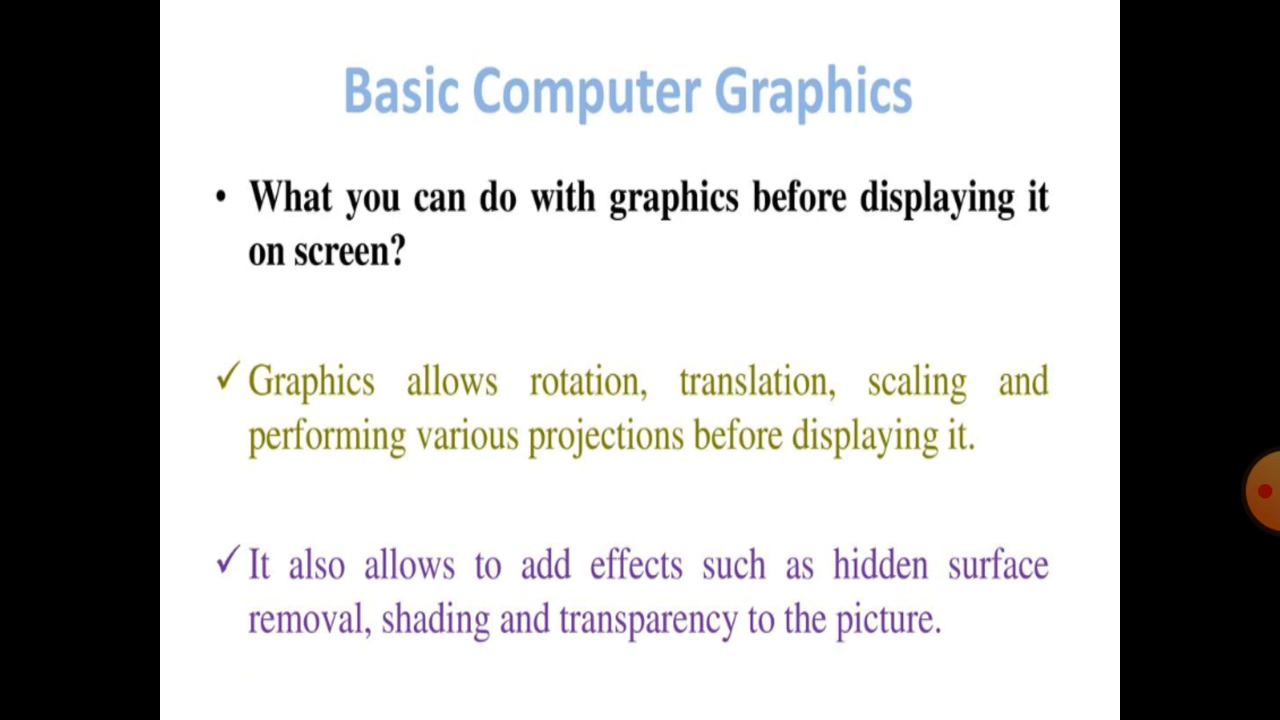 Basic Computer Graphics
• What you can do with graphics before displaying it
on screen?
✓ Graphics allows rotation, translation, scaling and
performing various projections before displaying it.
✓ It also allows to add effects such as hidden surface
removal, shading and transparency to the picture.